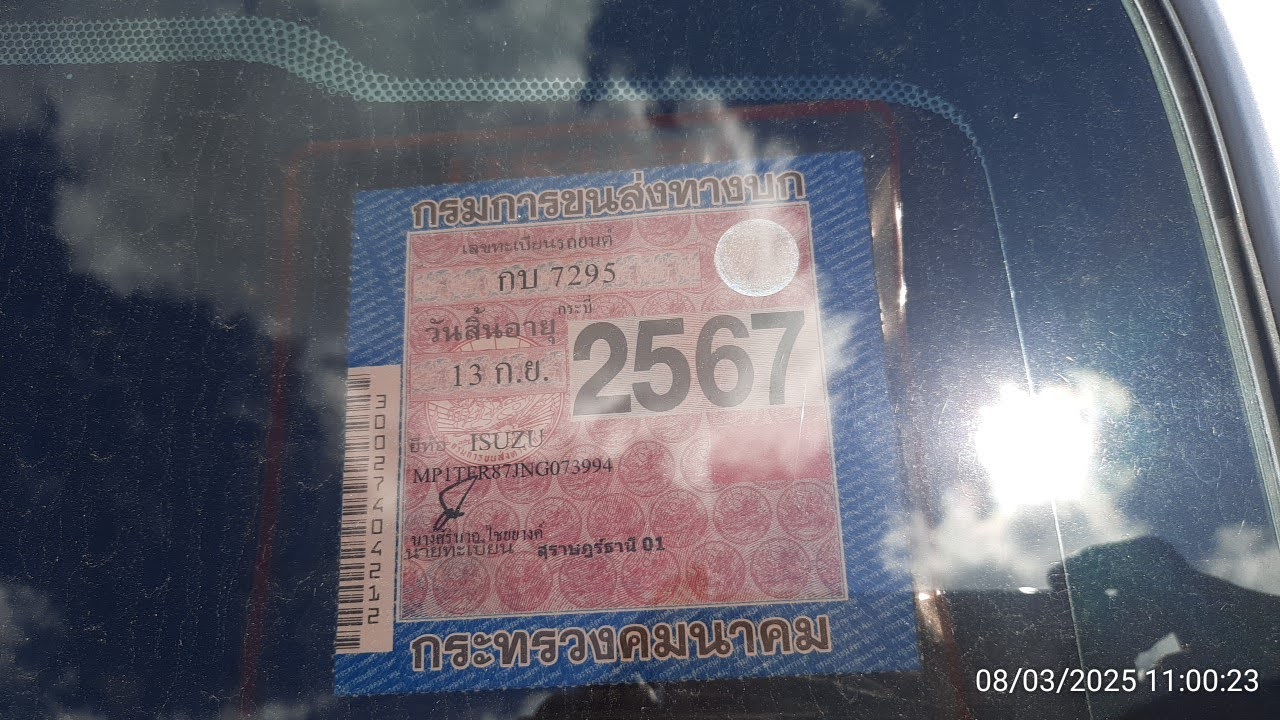 กรมการขนส่งทางบก
เลขทะเบียนรถยนต์
กบ 7295
กระบี่
วันสิ้นอายุ
13 ก.ย.
2567
ยี่ห้อ ISUZU
MP1TFR87JNG073994
นายทะเบียน สุราษฎร์ธานี 01
30027404212
กระทรวงคมนาคม
08/03/2025 11:00:23